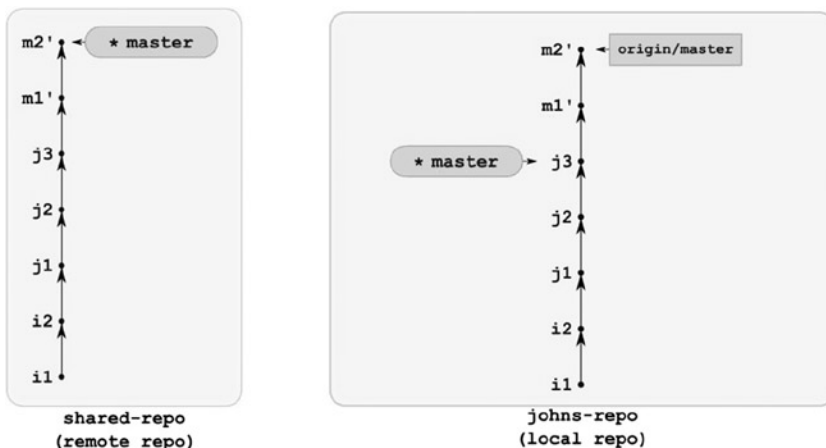 m2'
* master
m1'
j3
j2
j1
i2
i1
shared-repo
(remote repo)
m2'
origin/master
m1'
* master
j3
j2
j1
i2
i1
johns-repo
(local repo)